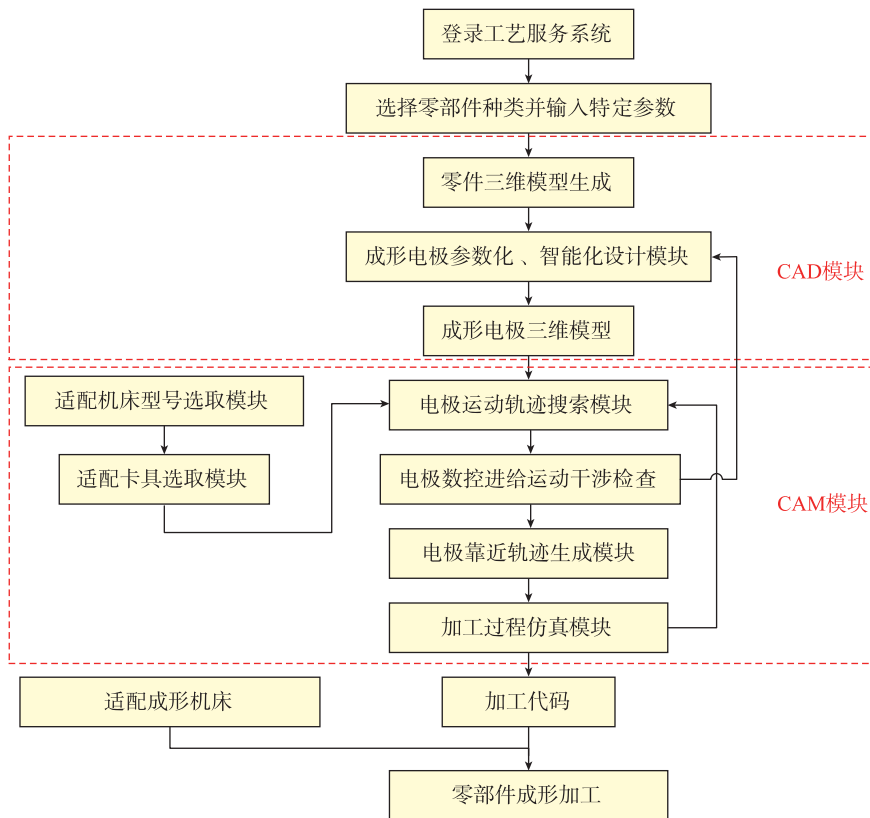 登录工艺服务系统
选择零部件种类并输入特定参数
零件三维模型生成
成形电极参数化、智能化设计模块
CAD模块
成形电极三维模型
适配机床型号选取模块
电极运动轨迹搜索模块
适配卡具选取模块
电极数控进给运动干涉检查
CAM模块
电极靠近轨迹生成模块
加工过程仿真模块
适配成形机床
加工代码
零部件成形加工